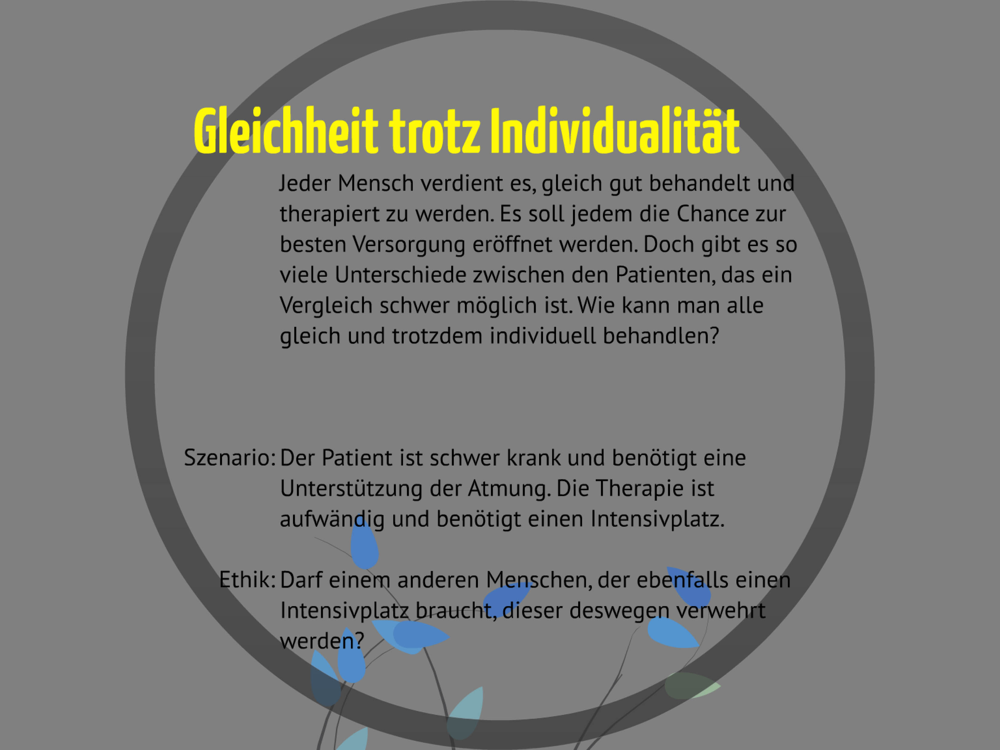 Gleichheit trotz Individualität
Jeder Mensch verdient es, gleich gut behandelt und
therapiert zu werden. Es soll jedem die Chance zur
besten Versorgung eröffnet werden. Doch gibt es so
viele Unterschiede zwischen den Patienten, das ein
Vergleich schwer möglich ist. Wie kann man alle
gleich und trotzdem individuell behandlen?
Szenario: Der Patient ist schwer krank und benötigt eine
Unterstützung der Atmung. Die Therapie ist
aufwändig und benötigt einen Intensivplatz.
Ethik: Darf einem anderen Menschen, der ebenfalls einen
Intensivplatz braucht, dieser deswegen verwehrt
werden?